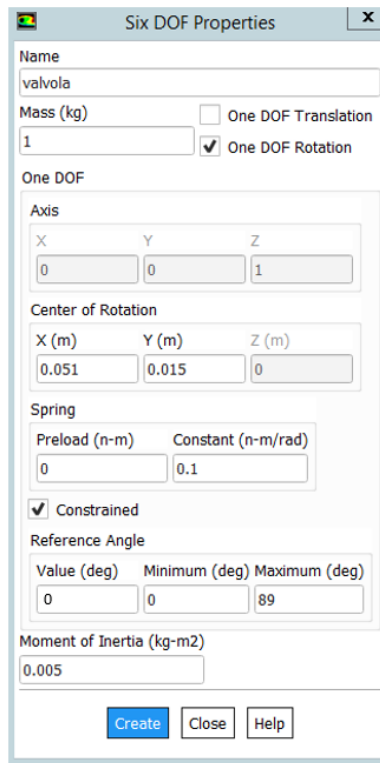 Six DOF Properties x
Name
valvola
Mass (kg) One DOF Translation
1 One DOF Rotation
One DOF
Axis
X Y Z
0 0 1
Center of Rotation
X (m) Y (m) Z (m)
0.051 0.015 0
Spring
Preload (n-m) Constant (n-m/rad)
0 0.1
Constrained
Reference Angle
Value (deg) Minimum (deg) Maximum (deg)
0 0 89
Moment of Inertia (kg-m2)
0.005
Create Close Help